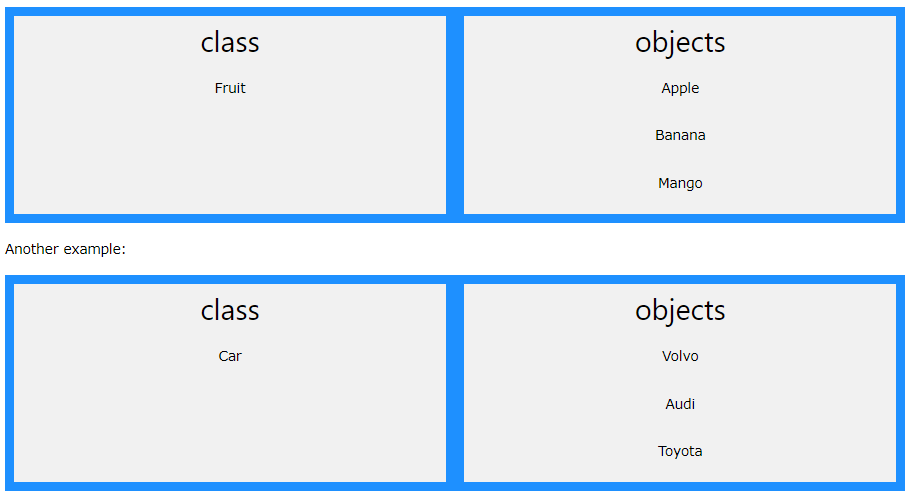 class
Fruit
objects
Apple
Banana
Mango
Another example:
class
Car
objects
Volvo
Audi
Toyota